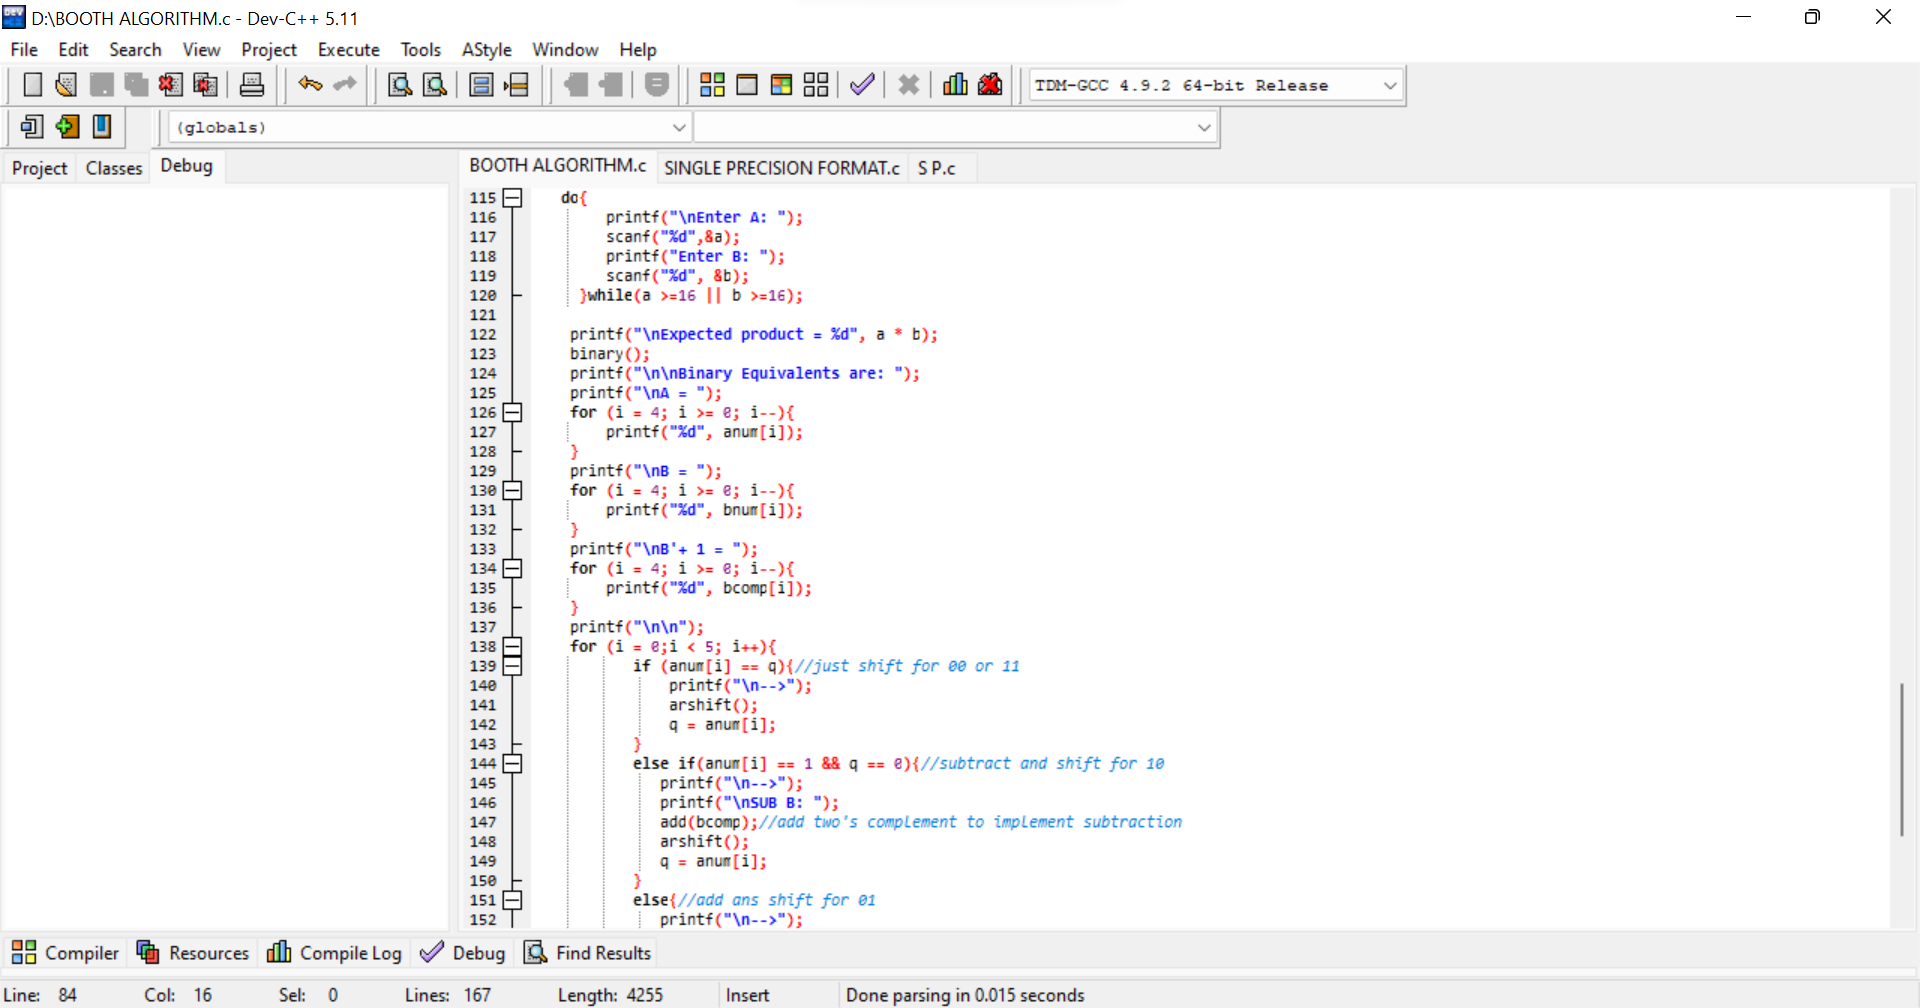 D:\BOOTH ALGORITHM.c - Dev-C++ 5.11
File Edit Search View Project Execute Tools AStyle Window Help
TDM-GCC 4.9.2 64-bit Release
(globals)
Project Classes Debug
BOOTH ALGORITHM.c SINGLE PRECISION FORMAT.c S P.c
115 do{
116 printf("\nEnter A: ");
117 scanf("%d",&a);
118 printf("Enter B: ");
119 scanf("%d", &b);
120 }while(a >=16 || b >=16);
121
122 printf("\nExpected product = %d", a * b);
123 binary();
124 printf("\n\nBinary Equivalents are: ");
125 printf("\nA = ");
126 for (i = 4; i >= 0; i--){
127 printf("%d", anum[i]);
128 }
129 printf("\nB = ");
130 for (i = 4; i >= 0; i--){
131 printf("%d", bnum[i]);
132 }
133 printf("\nB'+ 1 = ");
134 for (i = 4; i >= 0; i--){
135 printf("%d", bcomp[i]);
136 }
137 printf("\n\n");
138 for (i = 0;i < 5; i++){
139 if (anum[i] == q){//just shift for 00 or 11
140 printf("\n-->");
141 arshift();
142 q = anum[i];
143 }
144 else if(anum[i] == 1 && q == 0){//subtract and shift for 10
145 printf("\n-->");
146 printf("\nSUB B: ");
147 add(bcomp);//add two's complement to implement subtraction
148 arshift();
149 q = anum[i];
150 }
151 else{//add ans shift for 01
152 printf("\n-->");
Compiler Resources Compile Log Debug Find Results
Line: 84 Col: 16 Sel: 0 Lines: 167 Length: 4255 Insert Done parsing in 0.015 seconds